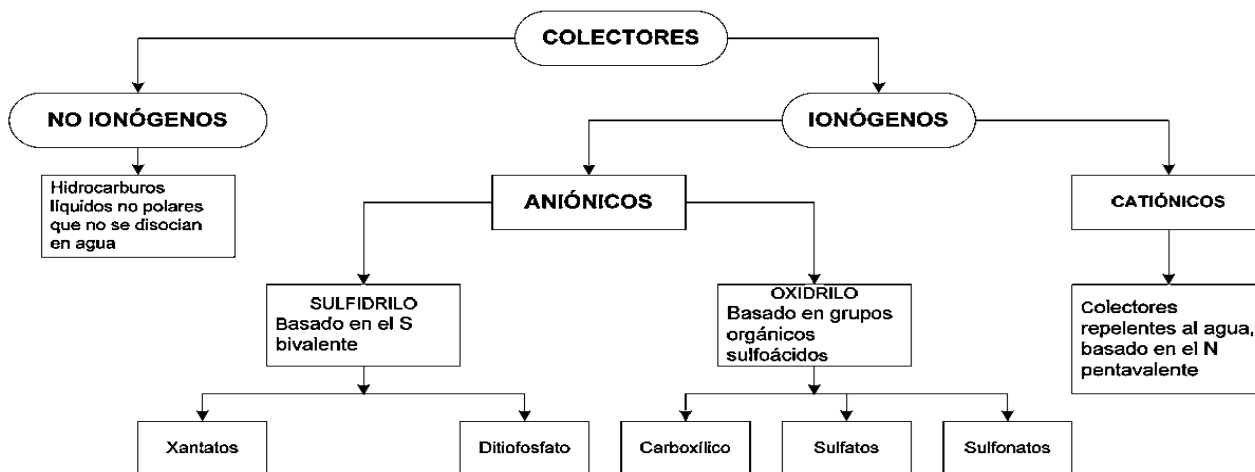 COLECTORES
NO IONÓGENOS
IONÓGENOS
Hidrocarburos
líquidos no polares
que no se disocian
en agua
ANIÓNICOS
CATIÓNICOS
SULFIDRILO
Basado en el S
bivalente
OXIDRILO
Basado en grupos
orgánicos
sulfoácidos
Colectores
repelentes al agua,
basado en el N
pentavalente
Xantatos
Ditiofosfato
Carboxílico
Sulfatos
Sulfonatos